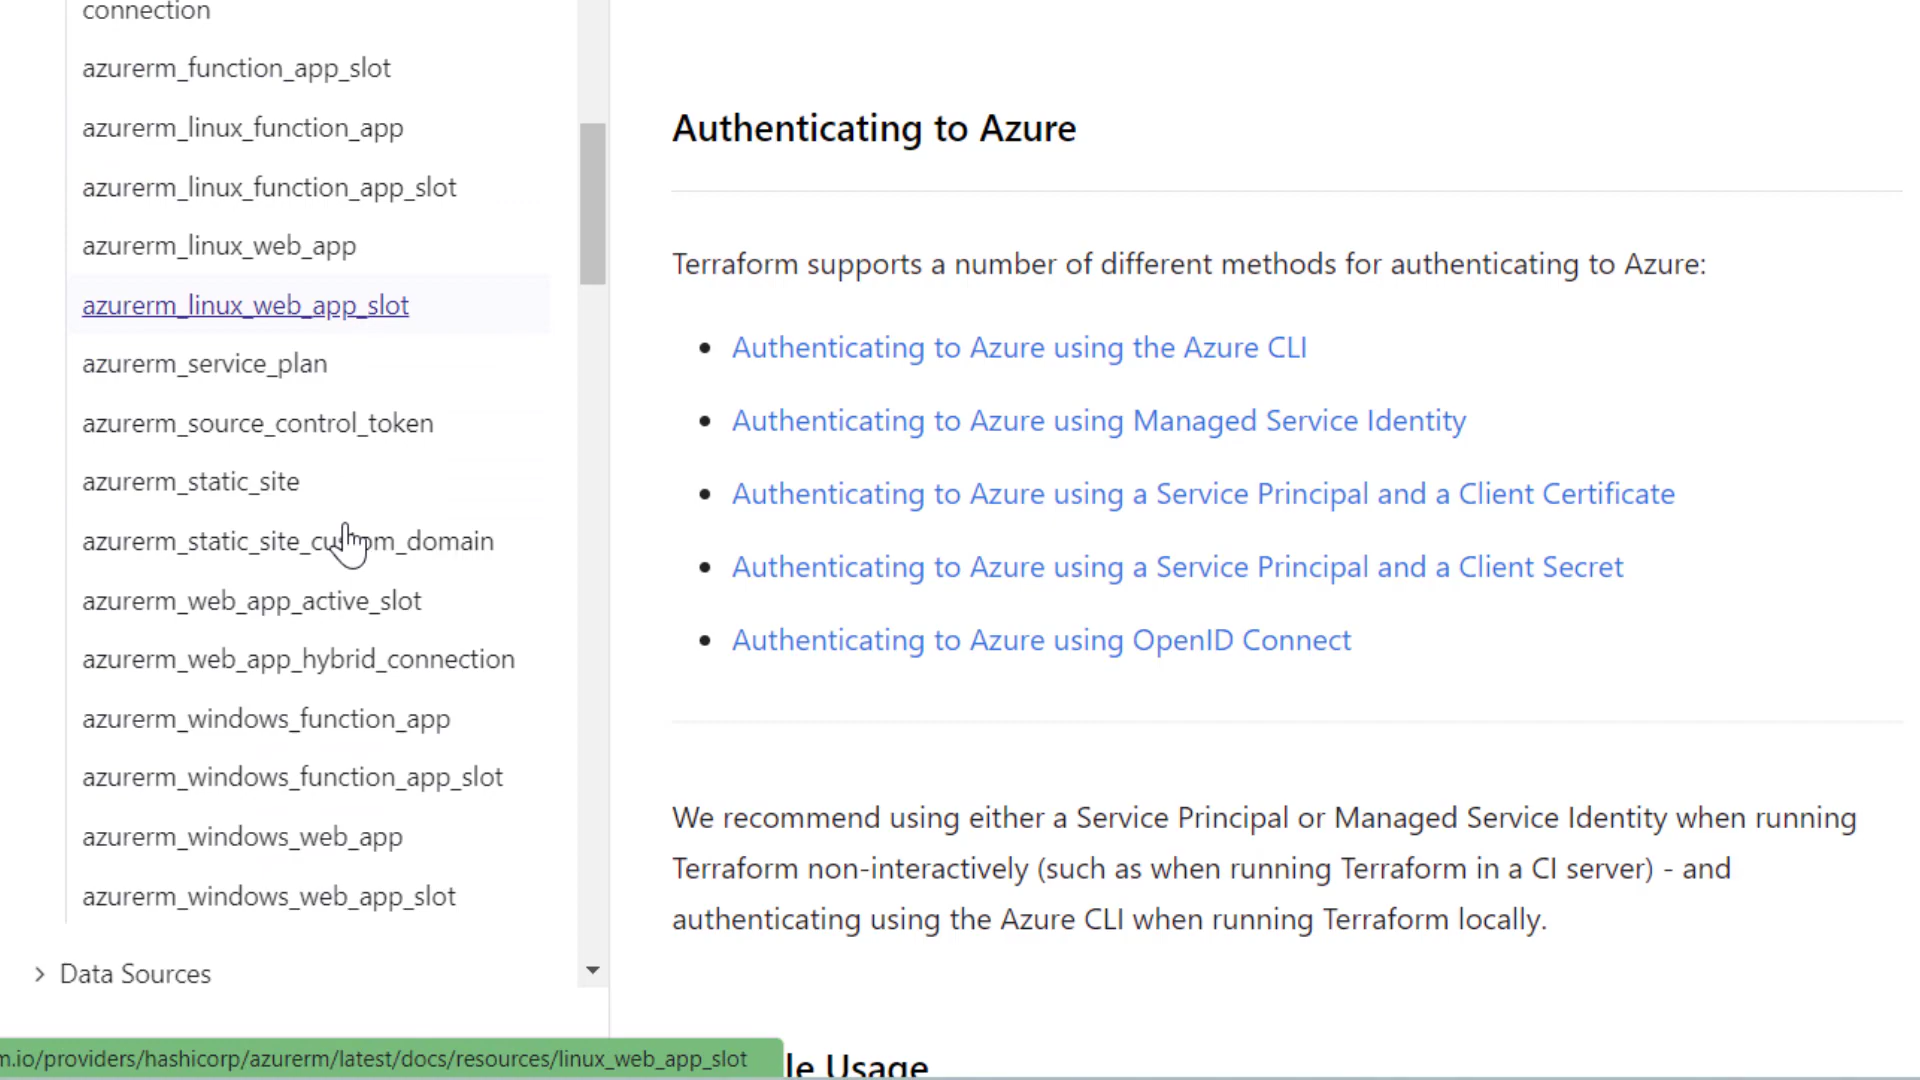 connection
azurerm_function_app_slot
azurerm_linux_function_app
azurerm_linux_function_app_slot
azurerm_linux_web_app
azurerm_linux_web_app_slot
azurerm_service_plan
azurerm_source_control_token
azurerm_static_site
azurerm_static_site_custom_domain
azurerm_web_app_active_slot
azurerm_web_app_hybrid_connection
azurerm_windows_function_app
azurerm_windows_function_app_slot
azurerm_windows_web_app
azurerm_windows_web_app_slot
Data Sources
m.io/providers/hashicorp/azurerm/latest/docs/resources/linux_web_app_slot
Authenticating to Azure
Terraform supports a number of different methods for authenticating to Azure:
• Authenticating to Azure using the Azure CLI
• Authenticating to Azure using Managed Service Identity
• Authenticating to Azure using a Service Principal and a Client Certificate
• Authenticating to Azure using a Service Principal and a Client Secret
• Authenticating to Azure using OpenID Connect
We recommend using either a Service Principal or Managed Service Identity when running
Terraform non-interactively (such as when running Terraform in a CI server) - and
authenticating using the Azure CLI when running Terraform locally.
le Usage